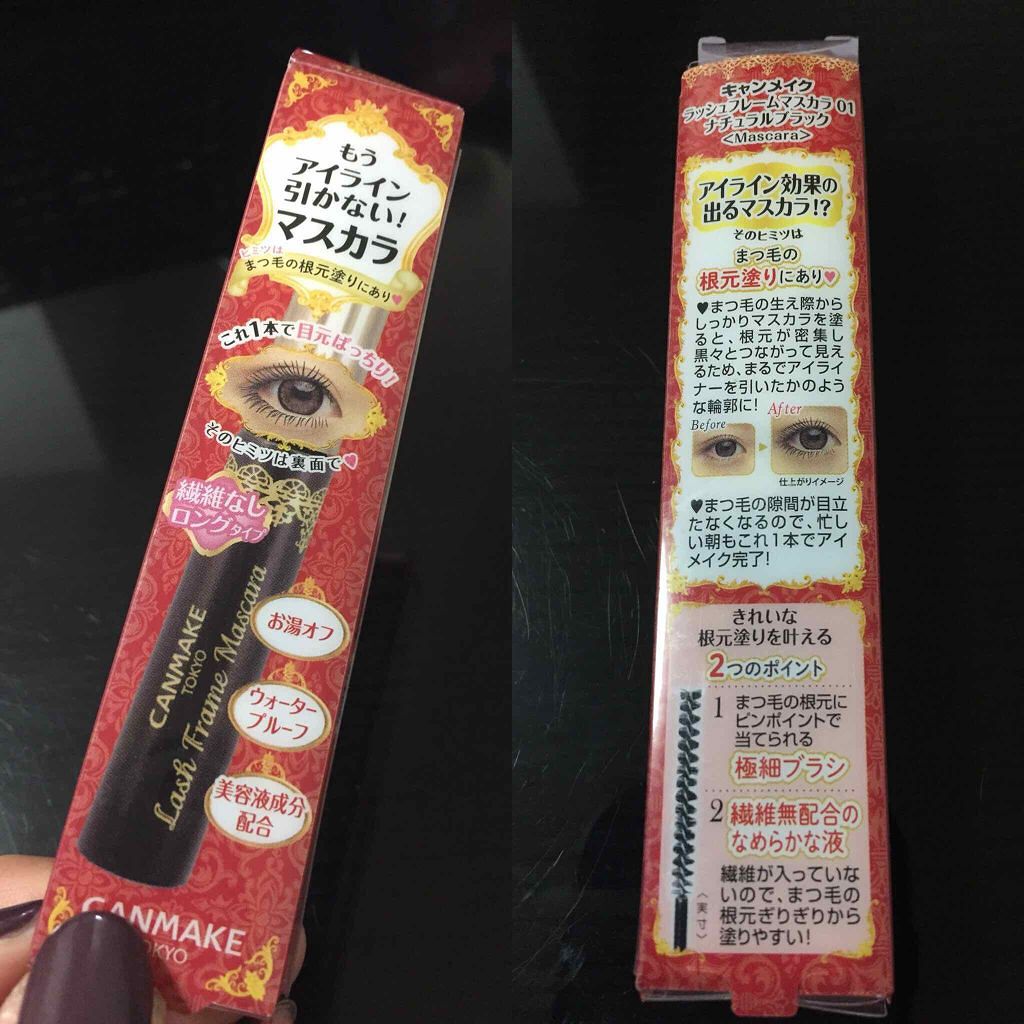 もう
アイライン
引かない!
マスカラ
ヒミツは
まつ毛の根元塗りにあり♥
これ1本で目元ぱっちり!
そのヒミツは裏面で♥
繊維なし
ロングタイプ
お湯オフ
ウォーター
プルーフ
美容液成分
配合
CANMAKE
TOKYO
Lash Frame Mascara
CANMAKE
TOKYO
キャンメイク
ラッシュフレームマスカラ 01
ナチュラルブラック
<Mascara>
アイライン効果の
出るマスカラ!?
そのヒミツは
まつ毛の
根元塗りにあり♥
♥まつ毛の生え際から
しっかりマスカラを塗
ると、根元が密集し
黒々とつながって見え
るため、まるでアイライ
ナーを引いたかのよう
な輪郭に!
Before
After
仕上がりイメージ
♥まつ毛の隙間が目立
たなくなるので、忙し
い朝もこれ1本でアイ
メイク完了!
きれいな
根元塗りを叶える
2つのポイント
1 まつ毛の根元に
ピンポイントで
当てられる
極細ブラシ
2 繊維無配合の
なめらかな液
繊維が入っていな
いので、まつ毛の
根元ぎりぎりから
塗りやすい!
〈実寸〉